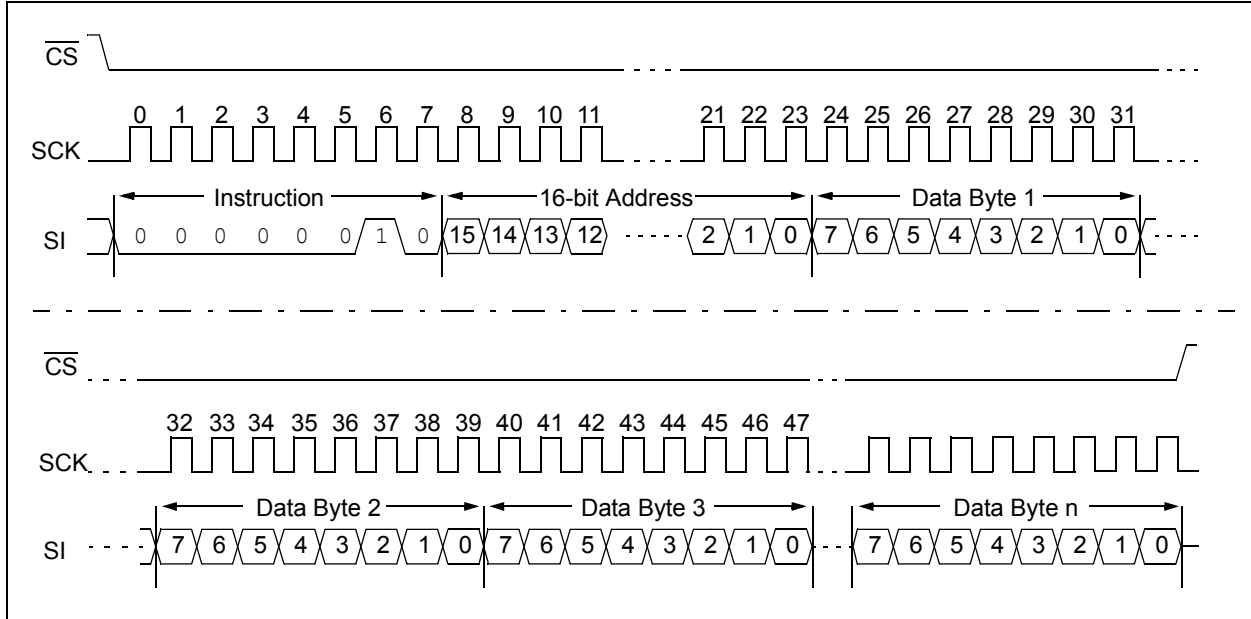 CS
0 1 2 3 4 5 6 7 8 9 10 11 21 22 23 24 25 26 27 28 29 30 31
SCK
Instruction 16-bit Address Data Byte 1
SI 0 0 0 0 0 0 1 0 15 14 13 12 2 1 0 7 6 5 4 3 2 1 0
CS
32 33 34 35 36 37 38 39 40 41 42 43 44 45 46 47
SCK
Data Byte 2 Data Byte 3 Data Byte n
SI 7 6 5 4 3 2 1 0 7 6 5 4 3 2 1 0 7 6 5 4 3 2 1 0